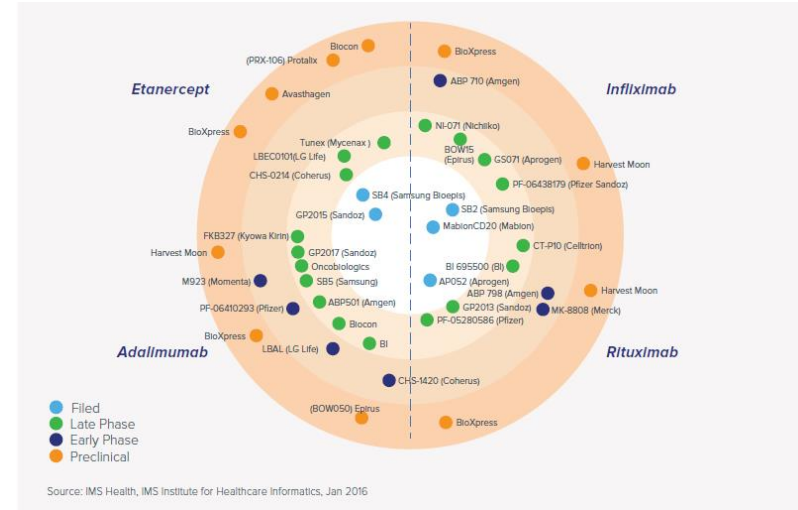 Biocon
BioXpress
(PRX-106) Protalix
Etanercept
ABP 710 (Amgen)
Infliximab
Avasthagen
BioXpress
NI-071 (Nichiiko)
Tunex (Mycenax )
BOW15
(Epirus)
LBEC0101(LG Life)
GS071 (Aprogen)
Harvest Moon
CHS-0214 (Coherus)
PF-06438179 (Pfizer Sandoz)
SB4 (Samsung Bioepis)
GP2015 (Sandoz)
SB2 (Samsung Bioepis)
MabionCD20 (Mabion)
FKB327 (Kyowa Kirin)
CT-P10 (Celltrion)
Harvest Moon
GP2017 (Sandoz)
Oncobiologics
BI 695500 (BI)
M923 (Momenta)
SB5 (Samsung)
AP052 (Aprogen)
ABP 798 (Amgen)
Harvest Moon
PF-06410293 (Pfizer)
ABP501 (Amgen)
GP2013 (Sandoz)
MK-8808 (Merck)
Biocon
PF-05280586 (Pfizer)
BioXpress
Adalimumab
LBAL (LG Life)
BI
Rituximab
CHS-1420 (Coherus)
(BOW050) Epirus
BioXpress
Filed
Late Phase
Early Phase
Preclinical
Source: IMS Health, IMS Institute for Healthcare Informatics, Jan 2016